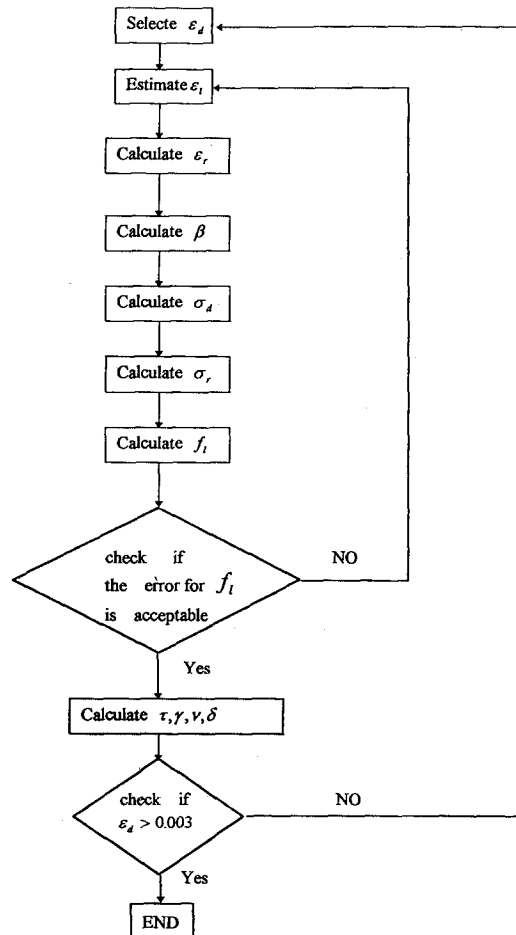 Selecte ε_d
Estimate ε_l
Calculate ε_r
Calculate β
Calculate σ_d
Calculate σ_r
Calculate f_l
check if
the error for f_l
is acceptable
NO
Yes
Calculate τ,γ,ν,δ
check if
ε_d > 0.003
NO
Yes
END